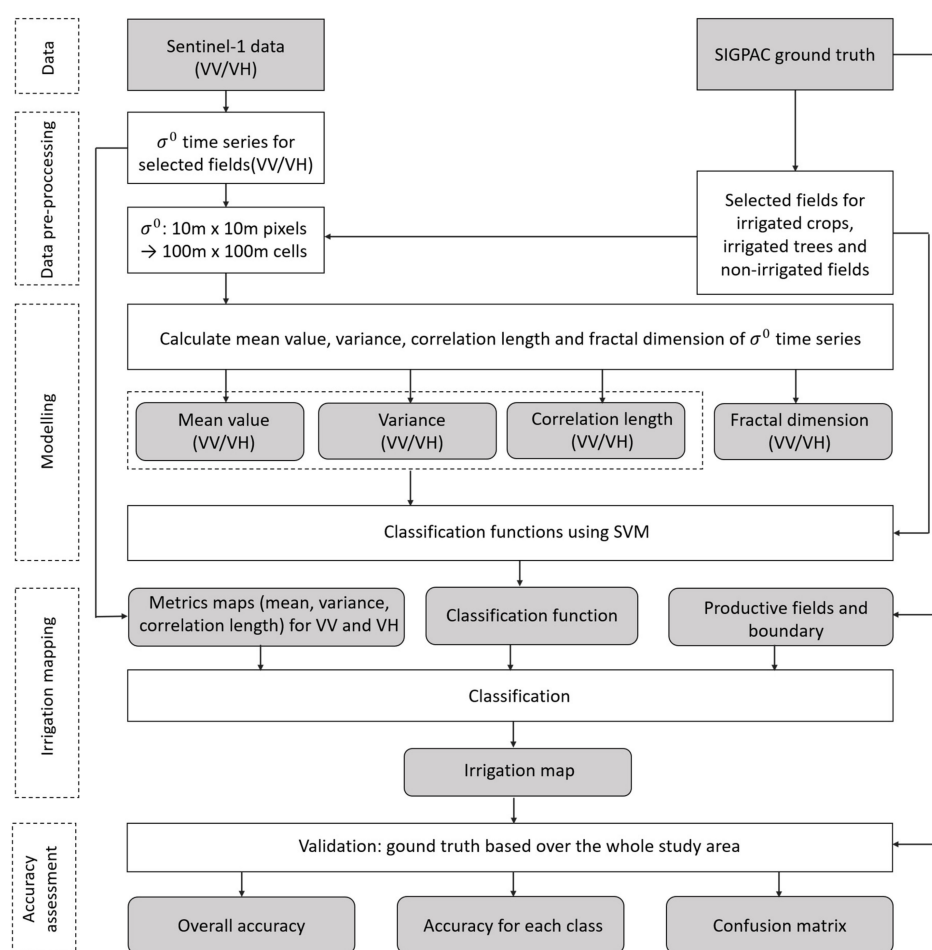 Data
Sentinel-1 data
(VV/VH)
SIGPAC ground truth
Data pre-proccessing
σ⁰ time series for
selected fields(VV/VH)
σ⁰: 10m x 10m pixels
→ 100m x 100m cells
Selected fields for
irrigated crops,
irrigated trees and
non-irrigated fields
Modelling
Calculate mean value, variance, correlation length and fractal dimension of σ⁰ time series
Mean value
(VV/VH)
Variance
(VV/VH)
Correlation length
(VV/VH)
Fractal dimension
(VV/VH)
Classification functions using SVM
Irrigation mapping
Metrics maps (mean, variance,
correlation length) for VV and VH
Classification function
Productive fields and
boundary
Classification
Irrigation map
Accuracy
assessment
Validation: gound truth based over the whole study area
Overall accuracy
Accuracy for each class
Confusion matrix